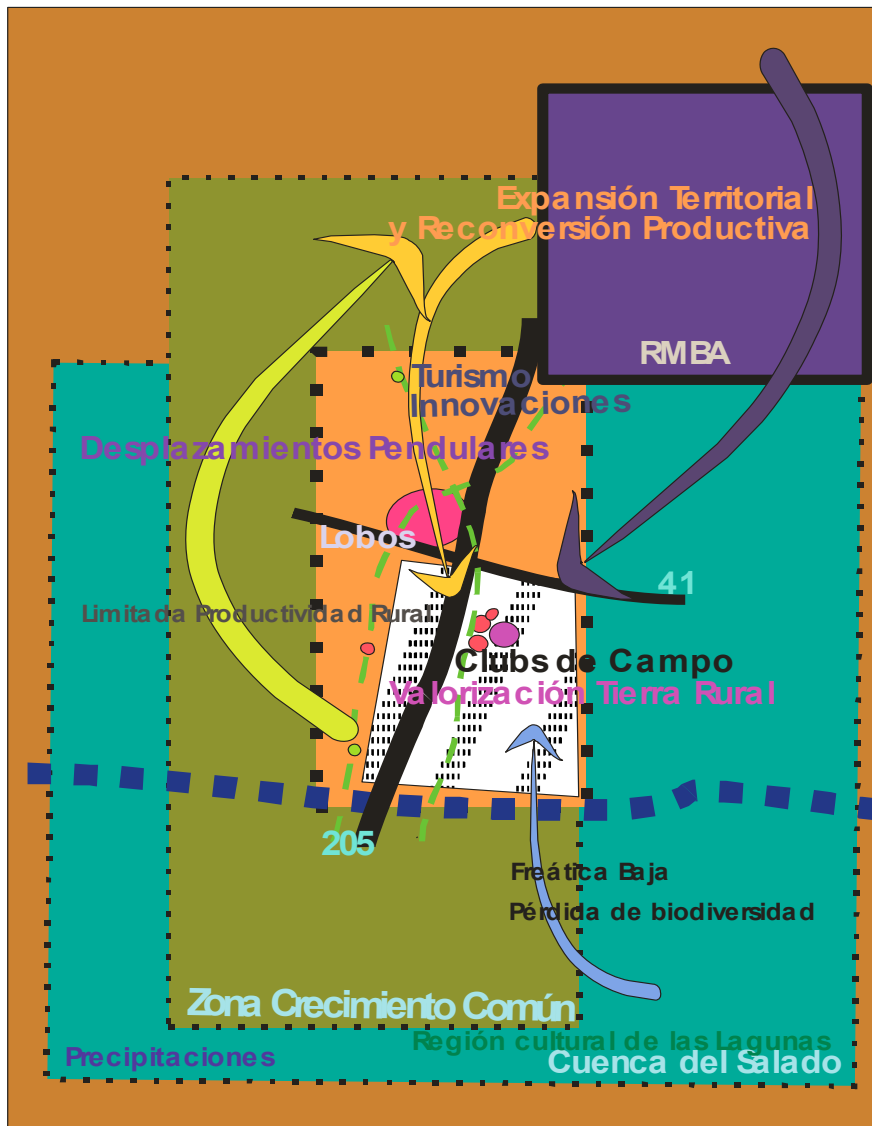 Expansión Territorial
y Reconversión Productiva
RMBA
Turismo
Innovaciones
Desplazamientos Pendulares
Lobos
41
Limitada Productividad Rural
Clubs de Campo
Valorización Tierra Rural
205
Freática Baja
Pérdida de biodiversidad
Zona Crecimiento Común
Región cultural de las Lagunas
Precipitaciones
Cuenca del Salado